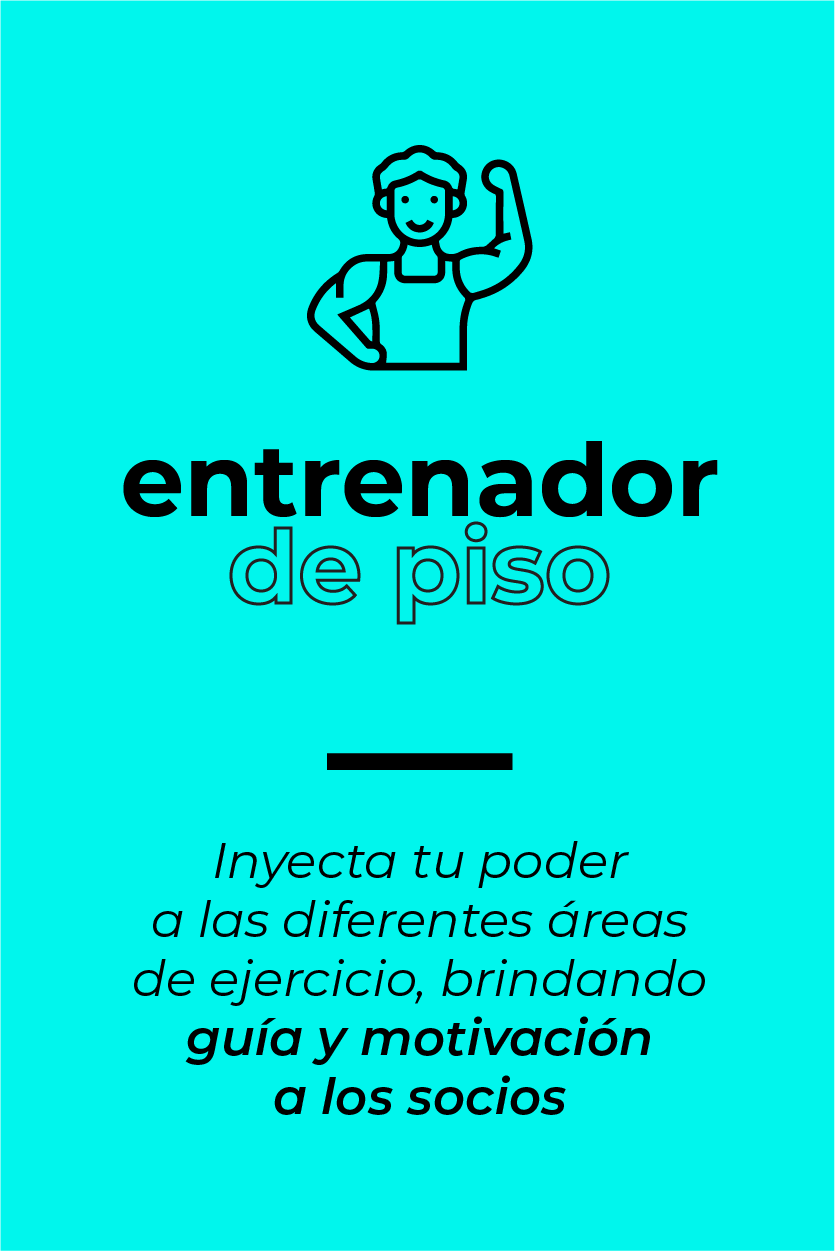 entrenador
de piso
Inyecta tu poder
a las diferentes áreas
de ejercicio, brindando
guía y motivación
a los socios